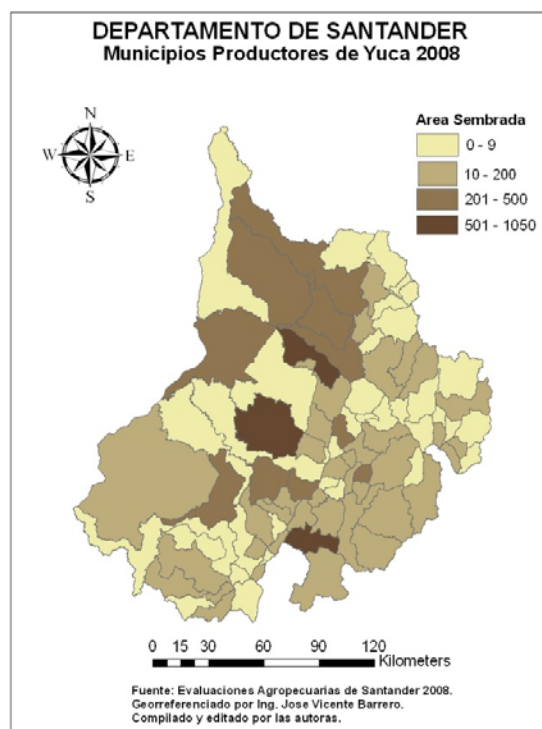 DEPARTAMENTO DE SANTANDER
Municipios Productores de Yuca 2008
N
W E
S
Area Sembrada
0 - 9
10 - 200
201 - 500
501 - 1050
0 15 30 60 90 120
Kilometers
Fuente: Evaluaciones Agropecuarias de Santander 2008.
Georreferenciado por Ing. Jose Vicente Barrero.
Compilado y editado por las autoras.